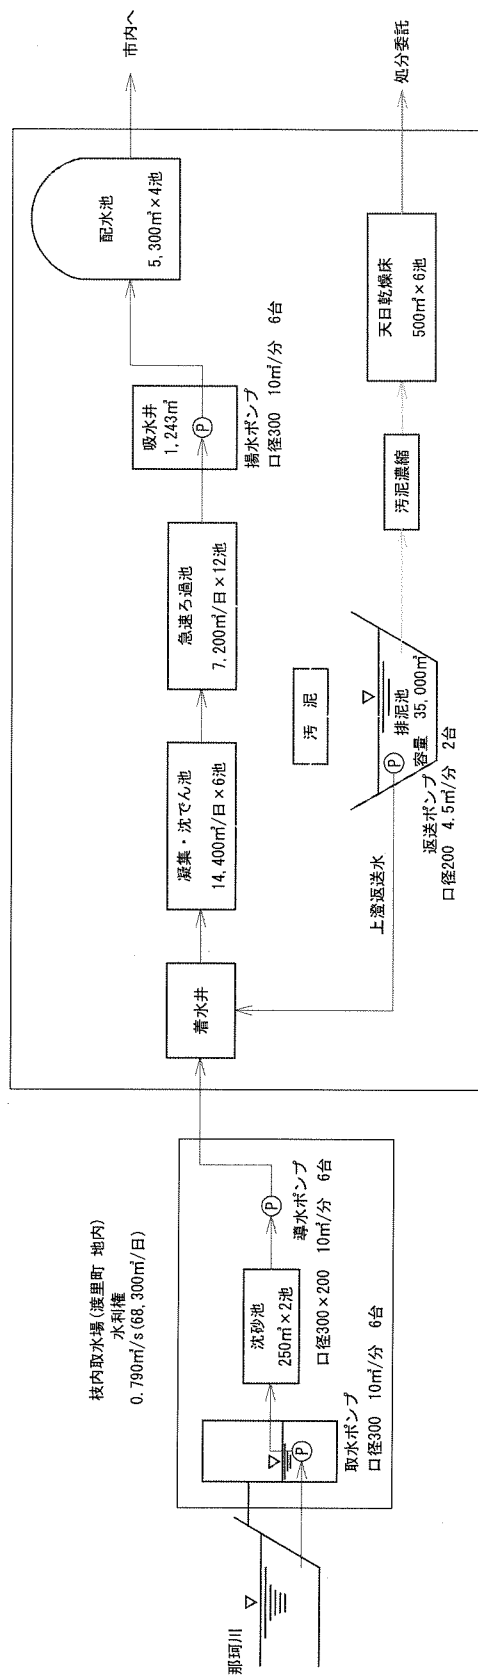 枝内取水場(渡里町 地内)
水利権
0.790㎥/s(68,300㎥/日)
那珂川
P
取水ポンプ
口径300 10㎥/分 6台
沈砂池
250㎥×2池
P
導水ポンプ
口径300×200 10㎥/分 6台
着水井
凝集・沈でん池
14,400㎥/日×6池
急速ろ過池
7,200㎥/日×12池
吸水井
1,243㎥
P
揚水ポンプ
口径300 10㎥/分 6台
配水池
5,300㎥×4池
市内へ
上澄返送水
汚 泥
P
排泥池
容量 35,000㎥
返送ポンプ
口径200 4.5㎥/分 2台
汚泥濃縮
天日乾燥床
500㎡×6池
処分委託